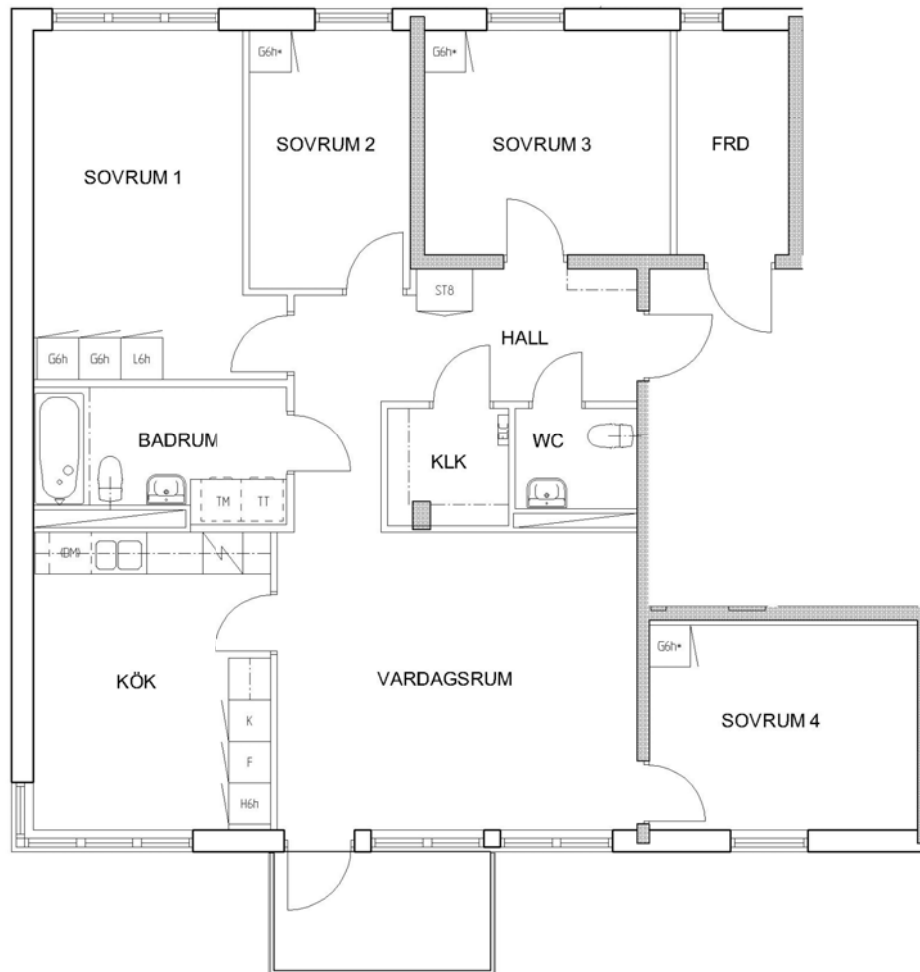 G6h*
G6h*
SOVRUM 1
SOVRUM 2
SOVRUM 3
FRD
ST8
HALL
G6h
G6h
L6h
BADRUM
KLK
WC
TM
TT
(DM)
KÖK
VARDAGSRUM
G6h*
SOVRUM 4
K
F
H6h